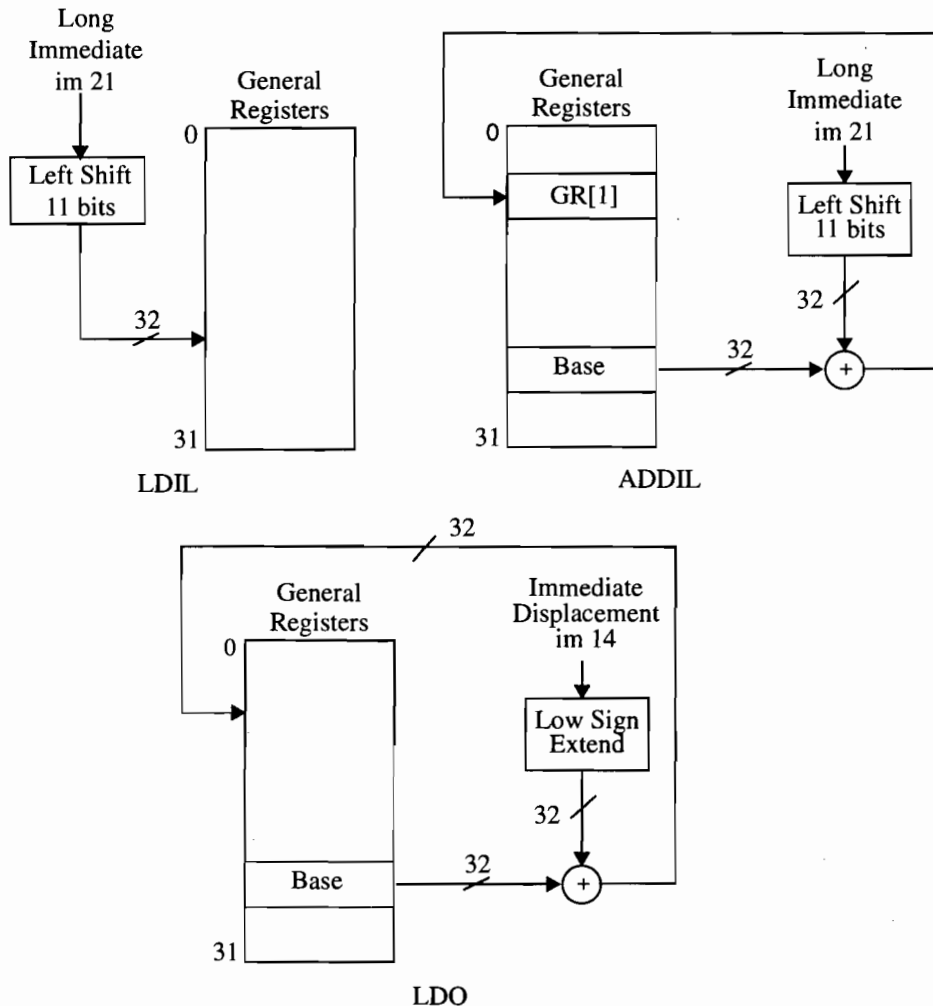 Long
Immediate
im 21
Left Shift
11 bits
32
General
Registers
0
31
LDIL
General
Registers
0
GR[1]
Base
31
32
Long
Immediate
im 21
Left Shift
11 bits
32
+
ADDIL
32
General
Registers
0
Base
31
32
Immediate
Displacement
im 14
Low Sign
Extend
32
+
LDO